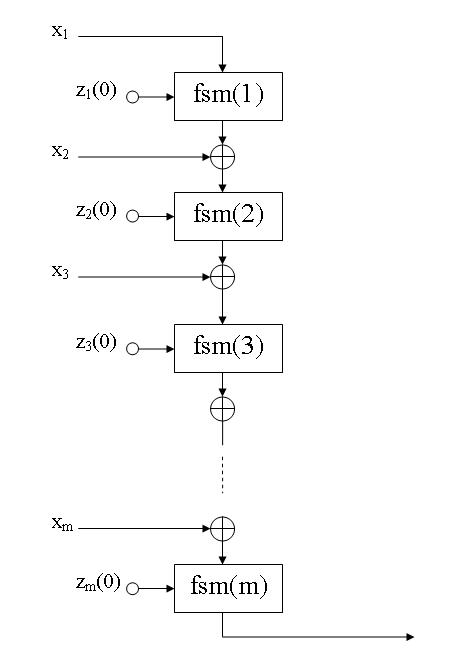 x₁
z₁(0) fsm(1)
x₂
z₂(0) fsm(2)
x₃
z₃(0) fsm(3)
xₘ
zₘ(0) fsm(m)